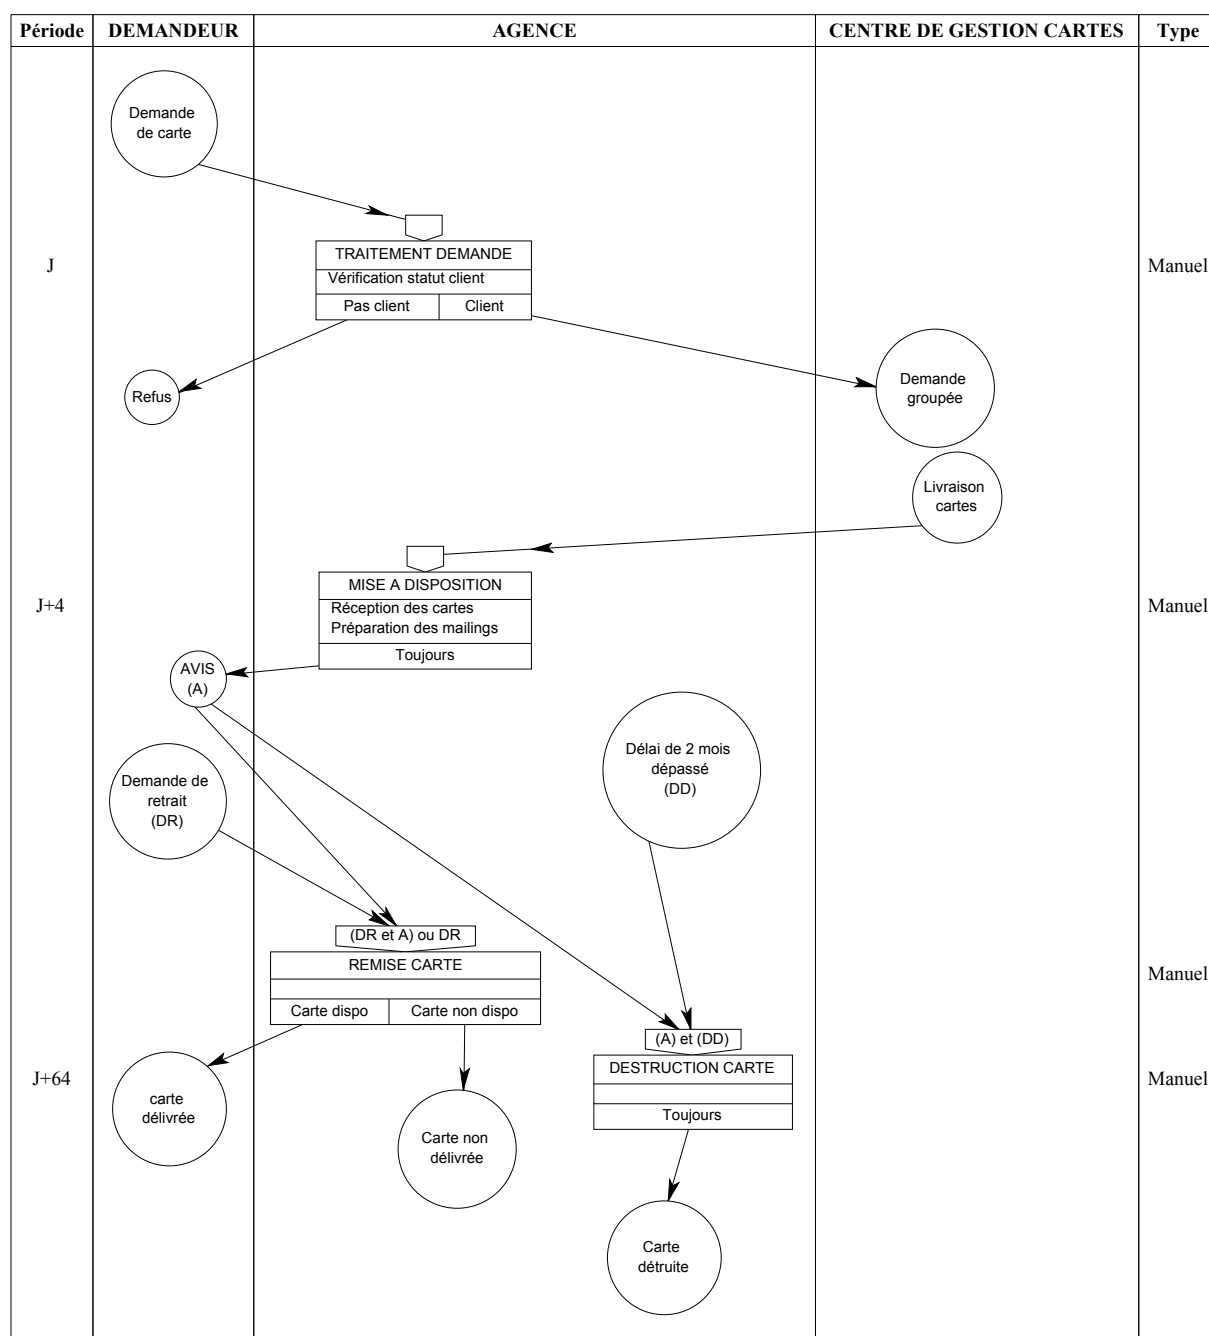 Période DEMANDEUR AGENCE CENTRE DE GESTION CARTES Type
Demande
de carte
TRAITEMENT DEMANDE
J
Vérification statut client
Manuel
Pas client Client
Refus
Demande
groupée
Livraison
cartes
MISE A DISPOSITION
J+4
Réception des cartes
Préparation des mailings
Manuel
Toujours
AVIS
(A)
Délai de 2 mois
dépassé
(DD)
Demande de
retrait
(DR)
(DR et A) ou DR
REMISE CARTE
Manuel
Carte dispo Carte non dispo
(A) et (DD)
DESTRUCTION CARTE
J+64
Manuel
Toujours
carte
délivrée
Carte non
délivrée
Carte
détruite